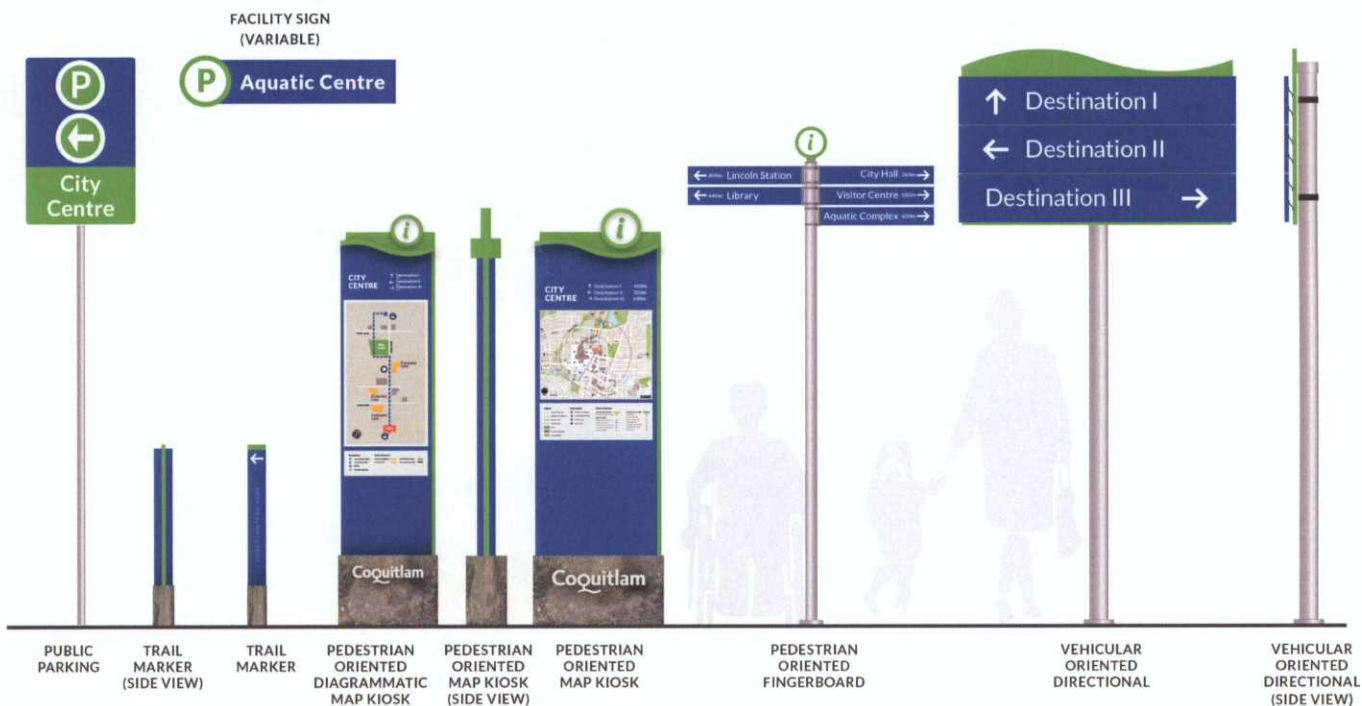 FACILITY SIGN
(VARIABLE)
P
Aquatic Centre
P
City
Centre
i
CITY
CENTRE
Coquitlam
i
CITY
CENTRE
Coquitlam
i
Lincoln Station
City Hall
Library
Visitor Centre
Aquatic Complex
Destination I
Destination II
Destination III
PUBLIC
PARKING
TRAIL
MARKER
(SIDE VIEW)
TRAIL
MARKER
PEDESTRIAN
ORIENTED
DIAGRAMMATIC
MAP KIOSK
PEDESTRIAN
ORIENTED
MAP KIOSK
(SIDE VIEW)
PEDESTRIAN
ORIENTED
MAP KIOSK
PEDESTRIAN
ORIENTED
FINGERBOARD
VEHICULAR
ORIENTED
DIRECTIONAL
VEHICULAR
ORIENTED
DIRECTIONAL
(SIDE VIEW)